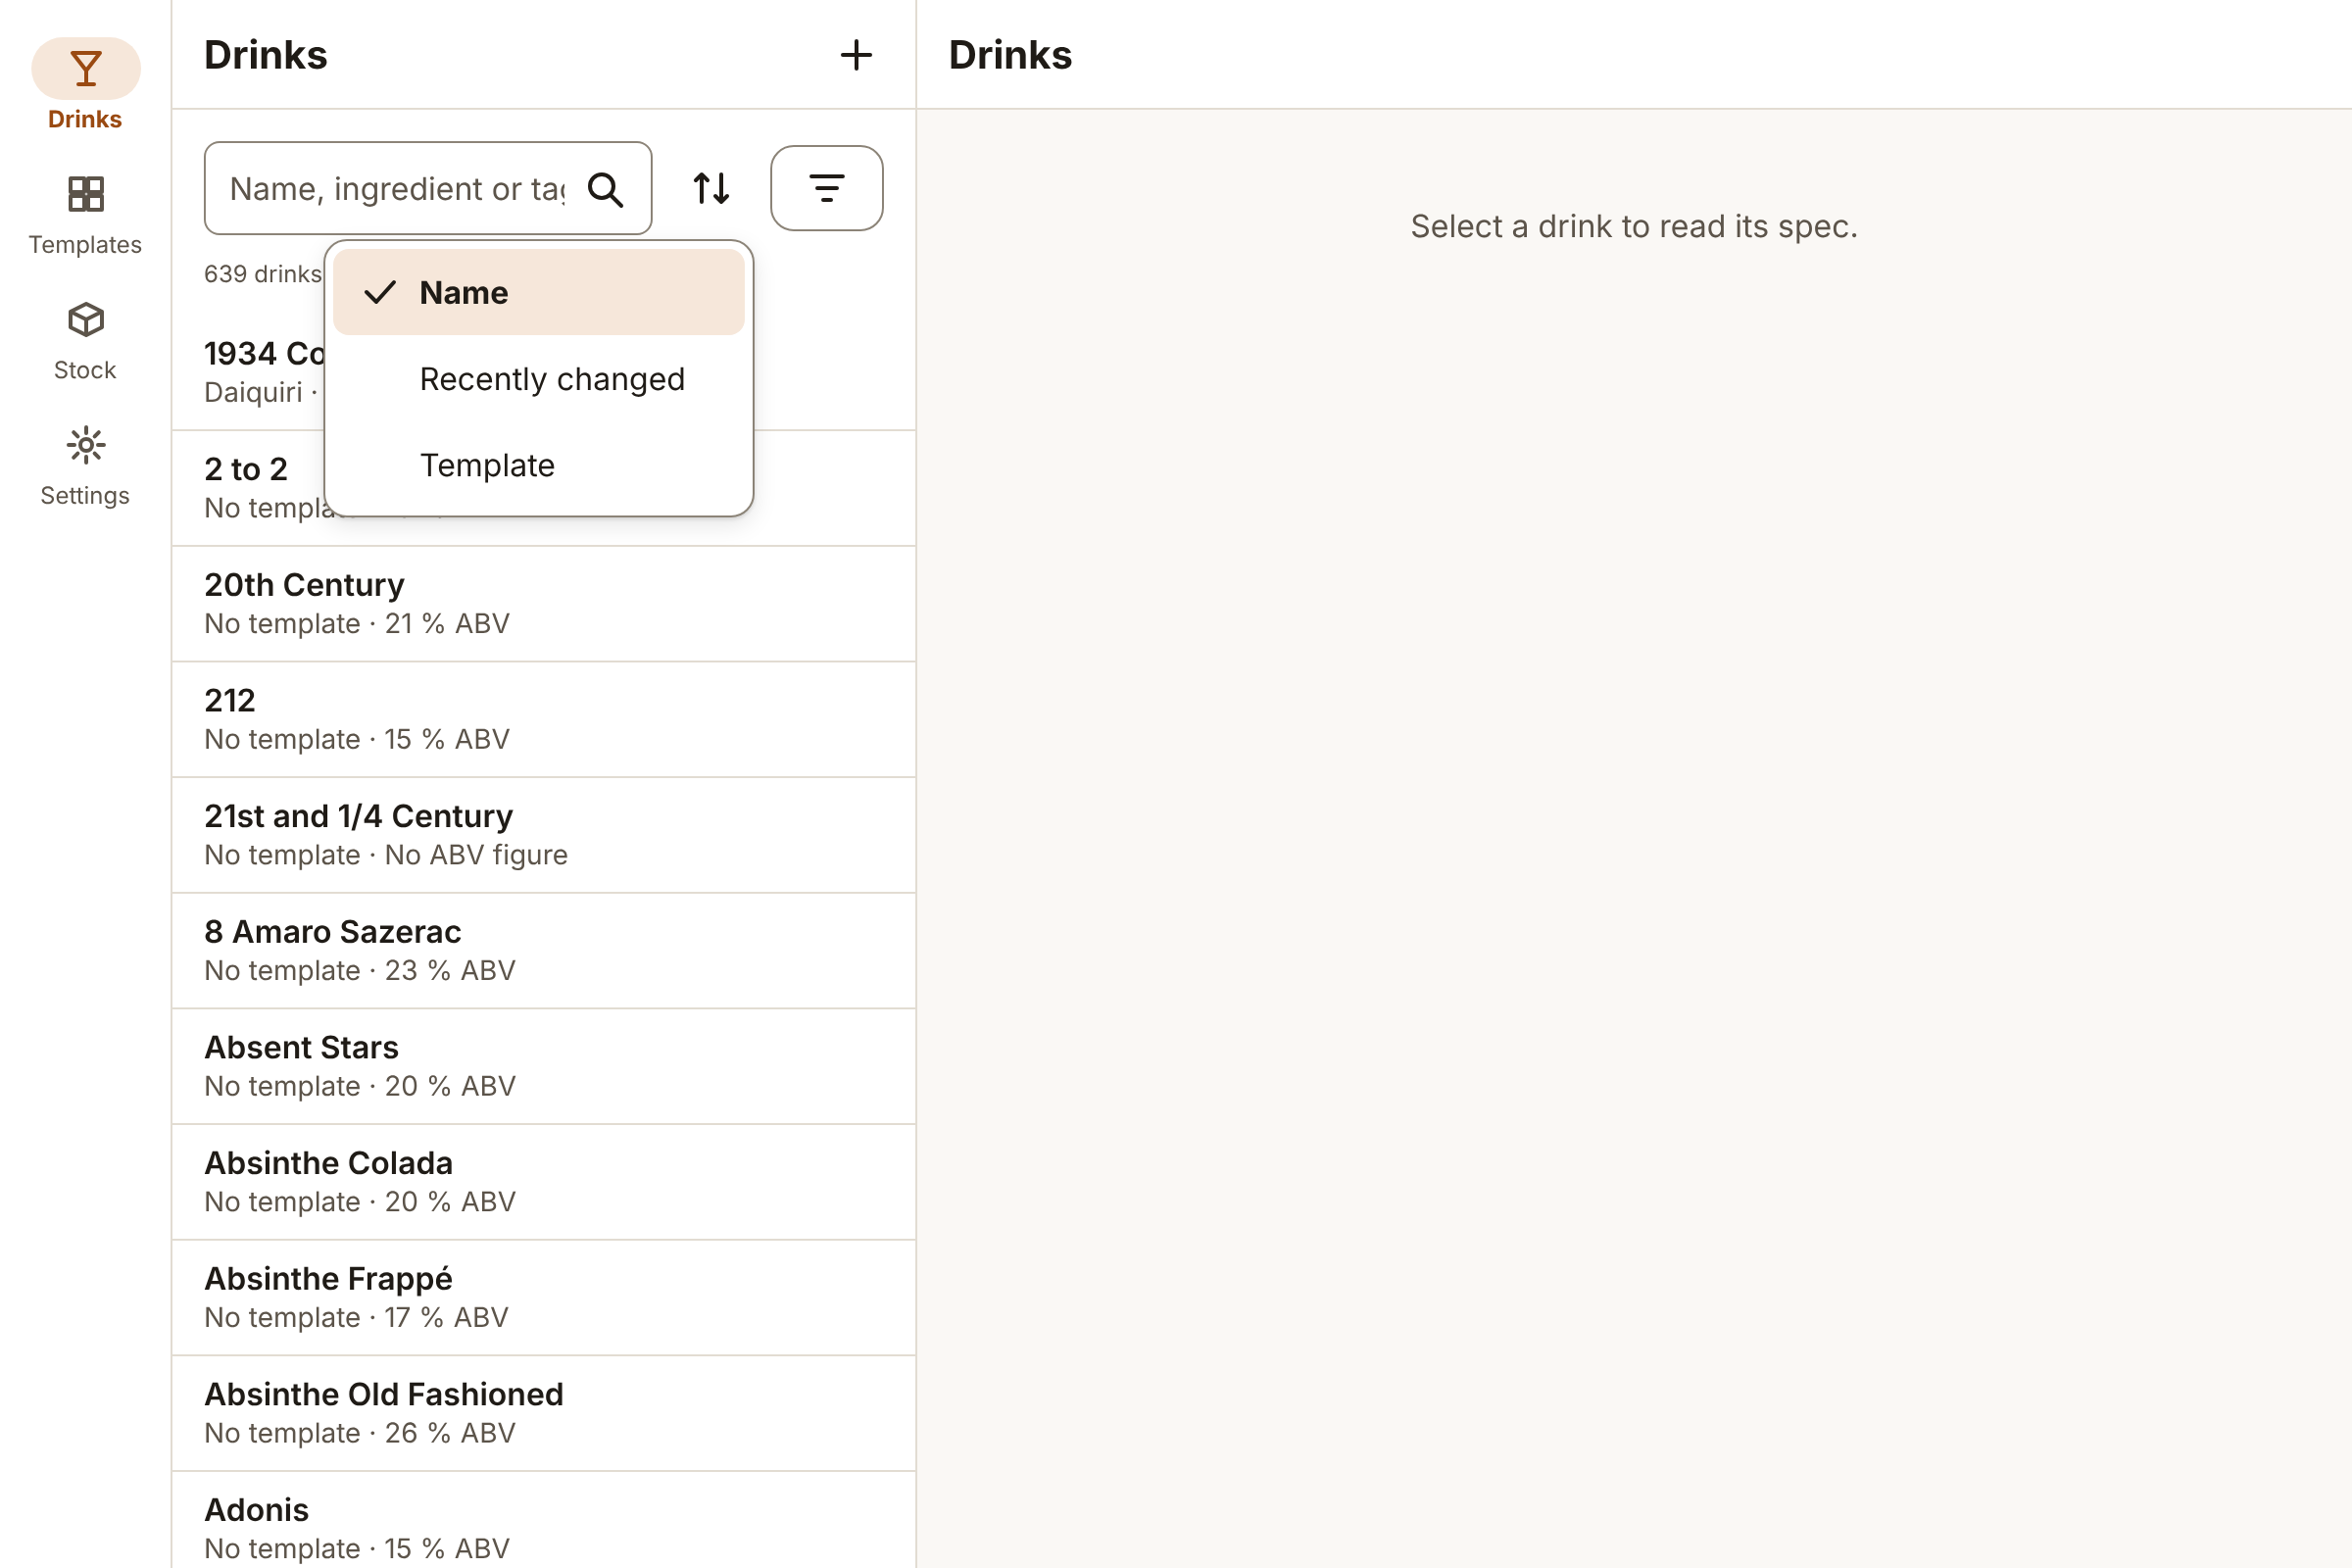 Drinks
Templates
Stock
Settings
Drinks
Name, ingredient or tag
639 drinks
Name
Recently changed
Template
1934 Co
Daiquiri ·
2 to 2
No templa
20th Century
No template · 21 % ABV
212
No template · 15 % ABV
21st and 1/4 Century
No template · No ABV figure
8 Amaro Sazerac
No template · 23 % ABV
Absent Stars
No template · 20 % ABV
Absinthe Colada
No template · 20 % ABV
Absinthe Frappé
No template · 17 % ABV
Absinthe Old Fashioned
No template · 26 % ABV
Adonis
No template · 15 % ABV
Drinks
Select a drink to read its spec.